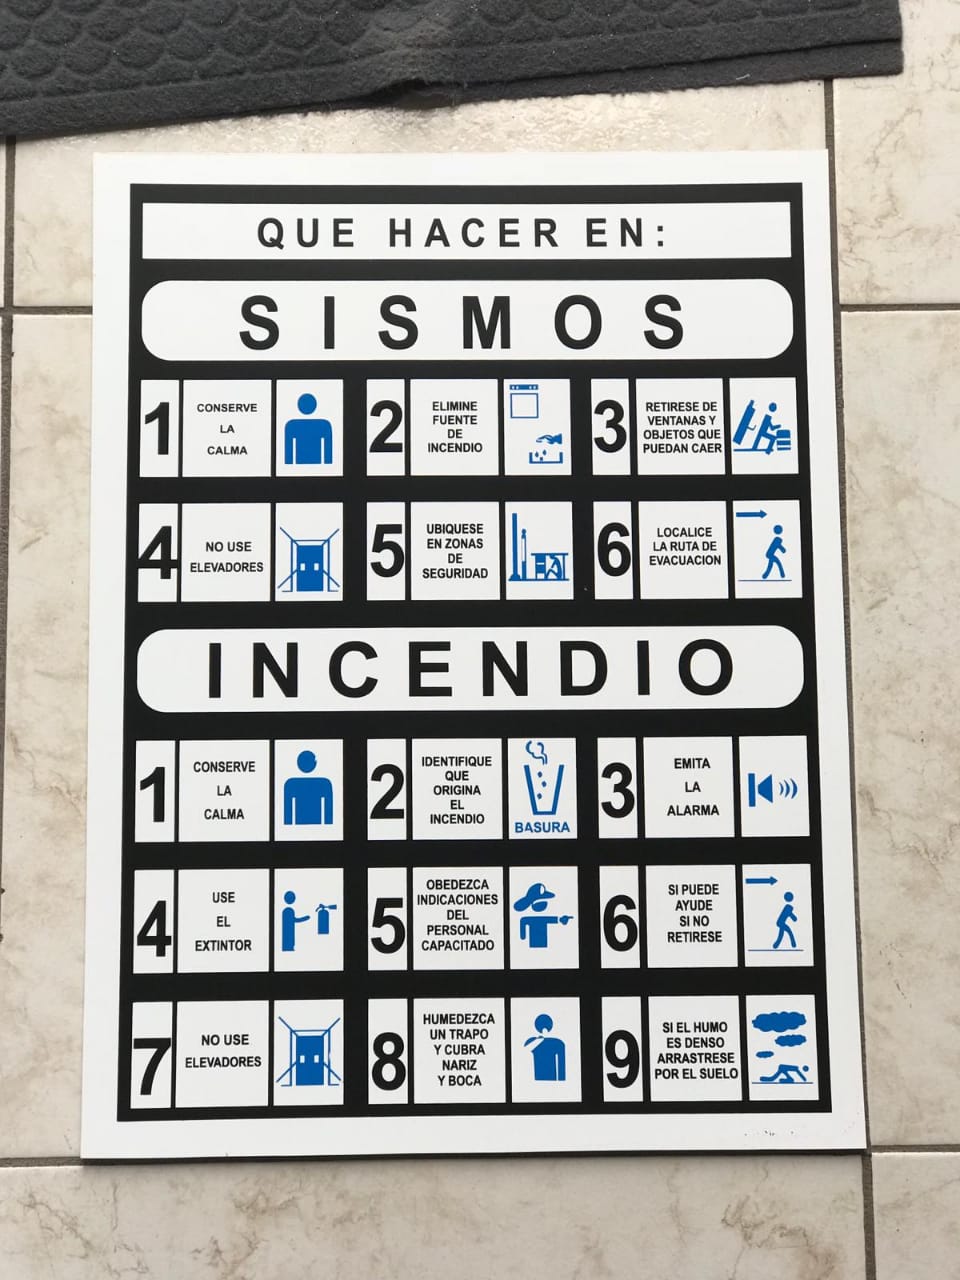 QUE HACER EN:
SISMOS
1
CONSERVE
LA
CALMA
2
ELIMINE
FUENTE
DE
INCENDIO
3
RETIRESE DE
VENTANAS Y
OBJETOS QUE
PUEDAN CAER
4
NO USE
ELEVADORES
5
UBIQUESE
EN ZONAS
DE
SEGURIDAD
6
LOCALICE
LA RUTA DE
EVACUACION
INCENDIO
1
CONSERVE
LA
CALMA
2
IDENTIFIQUE
QUE
ORIGINA
EL
INCENDIO
BASURA
3
EMITA
LA
ALARMA
4
USE
EL
EXTINTOR
5
OBEDEZCA
INDICACIONES
DEL
PERSONAL
CAPACITADO
6
SI PUEDE
AYUDE
SI NO
RETIRESE
7
NO USE
ELEVADORES
8
HUMEDEZCA
UN TRAPO
Y CUBRA
NARIZ
Y BOCA
9
SI EL HUMO
ES DENSO
ARRASTRESE
POR EL SUELO